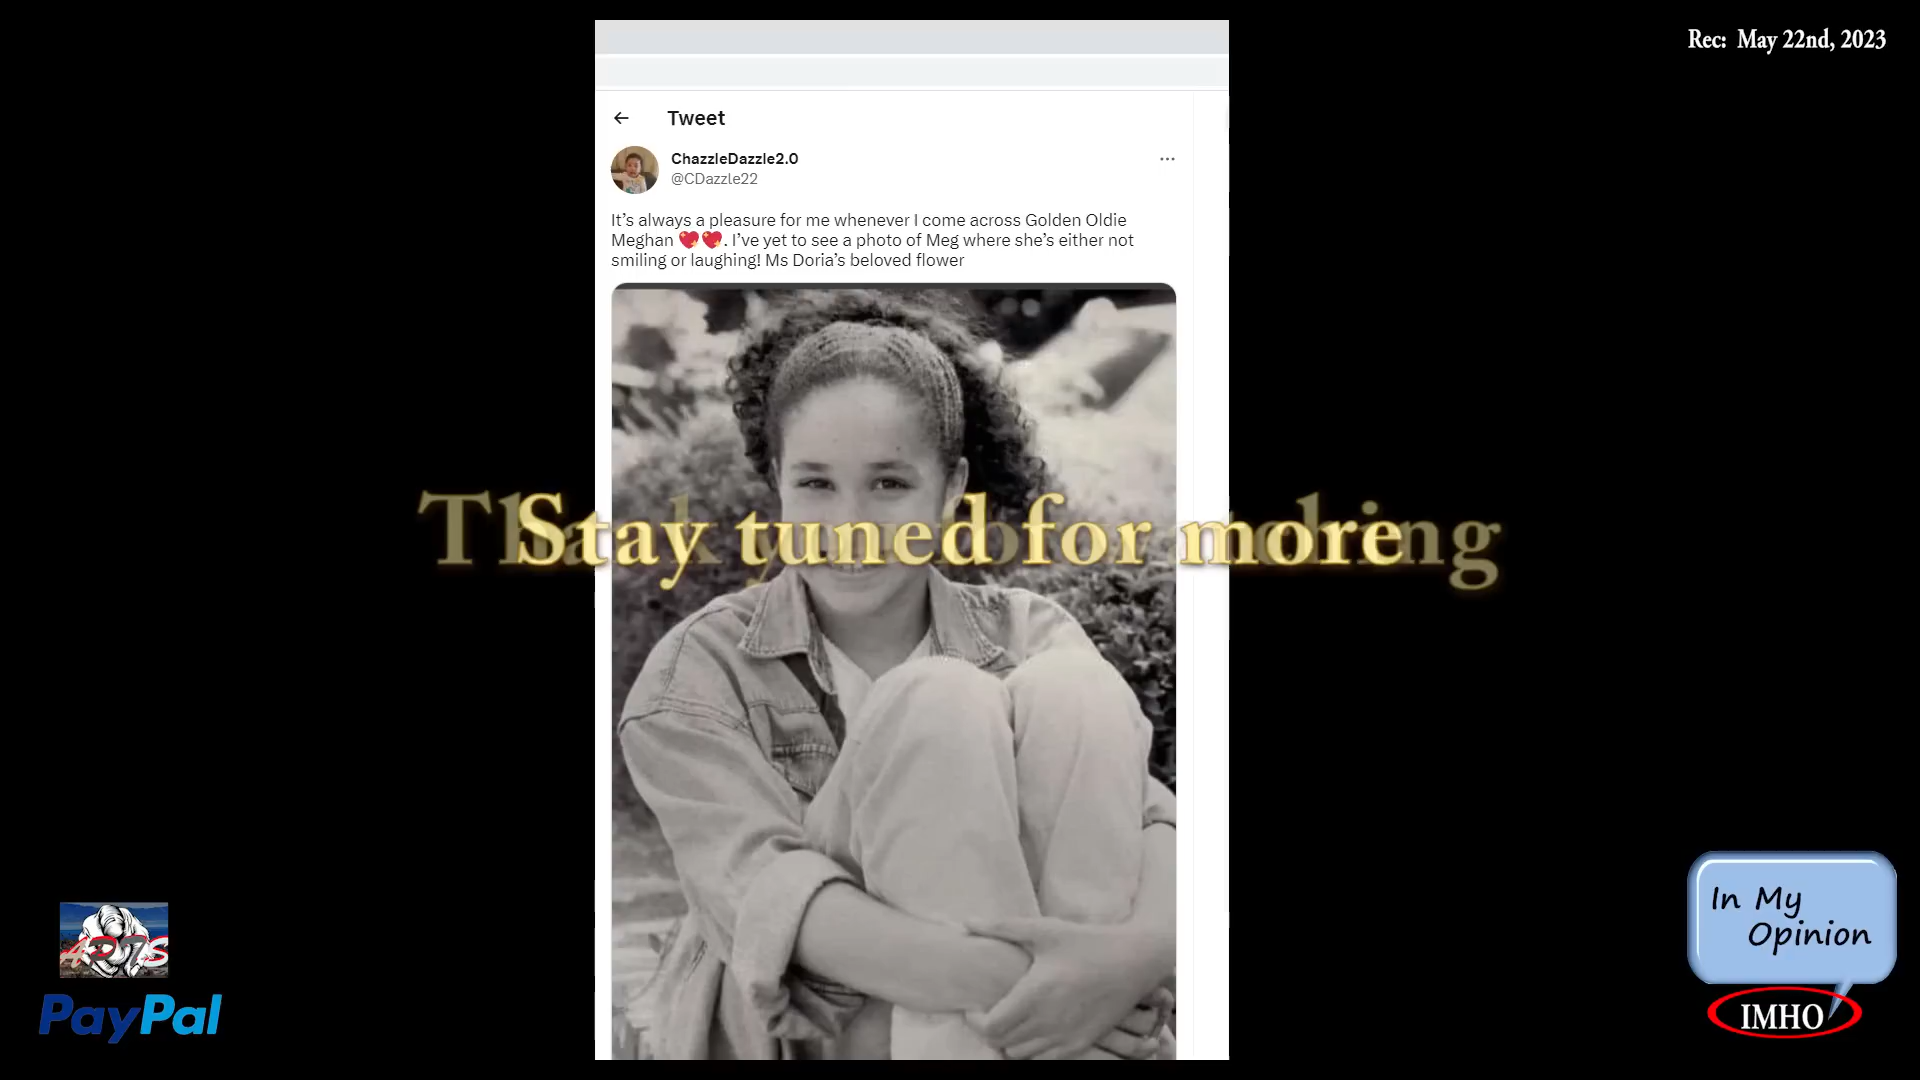 Rec: May 22nd, 2023
Tweet
ChazzleDazzle2.0
@CDazzle22
It’s always a pleasure for me whenever I come across Golden Oldie
Meghan 💖💖. I’ve yet to see a photo of Meg where she’s either not
smiling or laughing! Ms Doria’s beloved flower
Stay tuned for more
PayPal
In My
Opinion
IMHO